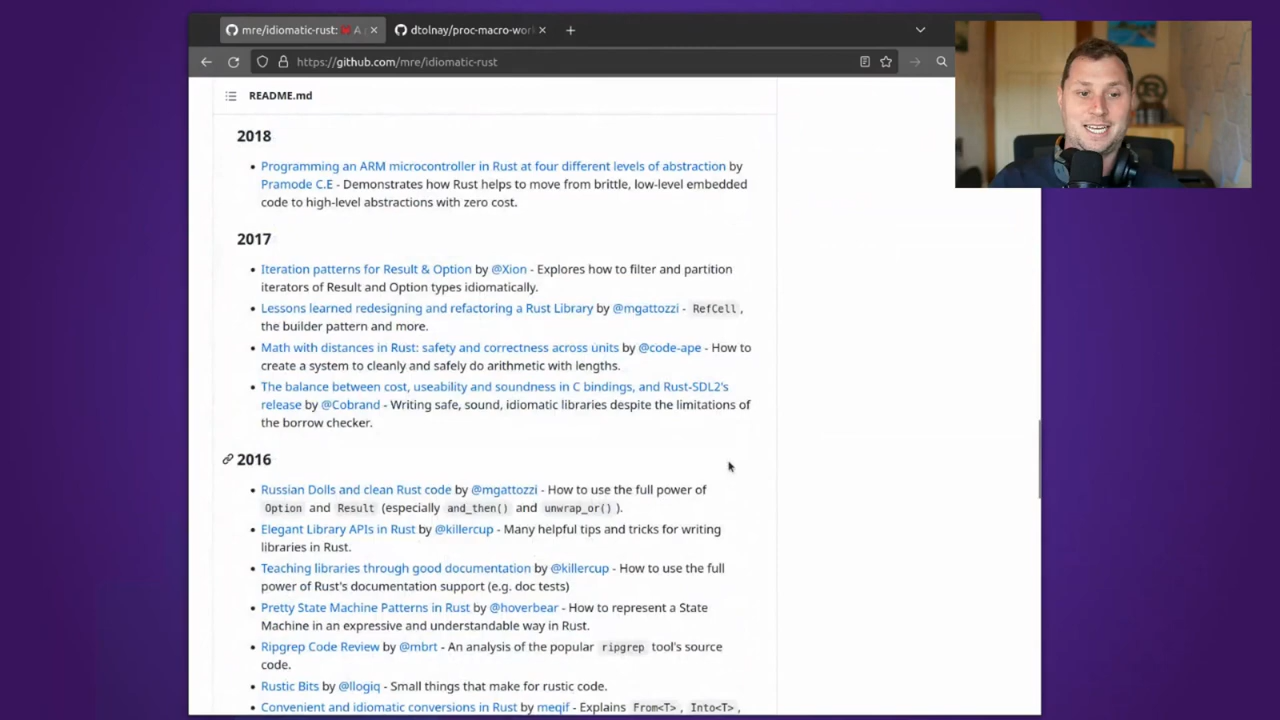 mre/idiomatic-rust: A
dtolnay/proc-macro-wor
https://github.com/mre/idiomatic-rust
README.md
2018
• Programming an ARM microcontroller in Rust at four different levels of abstraction by
Pramode C.E - Demonstrates how Rust helps to move from brittle, low-level embedded
code to high-level abstractions with zero cost.
2017
• Iteration patterns for Result & Option by @Xion - Explores how to filter and partition
iterators of Result and Option types idiomatically.
• Lessons learned redesigning and refactoring a Rust Library by @mgattozzi - RefCell,
the builder pattern and more.
• Math with distances in Rust: safety and correctness across units by @code-ape - How to
create a system to cleanly and safely do arithmetic with lengths.
• The balance between cost, useability and soundness in C bindings, and Rust-SDL2's
release by @Cobrand - Writing safe, sound, idiomatic libraries despite the limitations of
the borrow checker.
2016
• Russian Dolls and clean Rust code by @mgattozzi - How to use the full power of
Option and Result (especially and_then() and unwrap_or() ).
• Elegant Library APIs in Rust by @killercup - Many helpful tips and tricks for writing
libraries in Rust.
• Teaching libraries through good documentation by @killercup - How to use the full
power of Rust's documentation support (e.g. doc tests)
• Pretty State Machine Patterns in Rust by @hoverbear - How to represent a State
Machine in an expressive and understandable way in Rust.
• Ripgrep Code Review by @mbrt - An analysis of the popular ripgrep tool's source
code.
• Rustic Bits by @llogiq - Small things that make for rustic code.
• Convenient and idiomatic conversions in Rust by meqif - Explains From<T>, Into<T>,